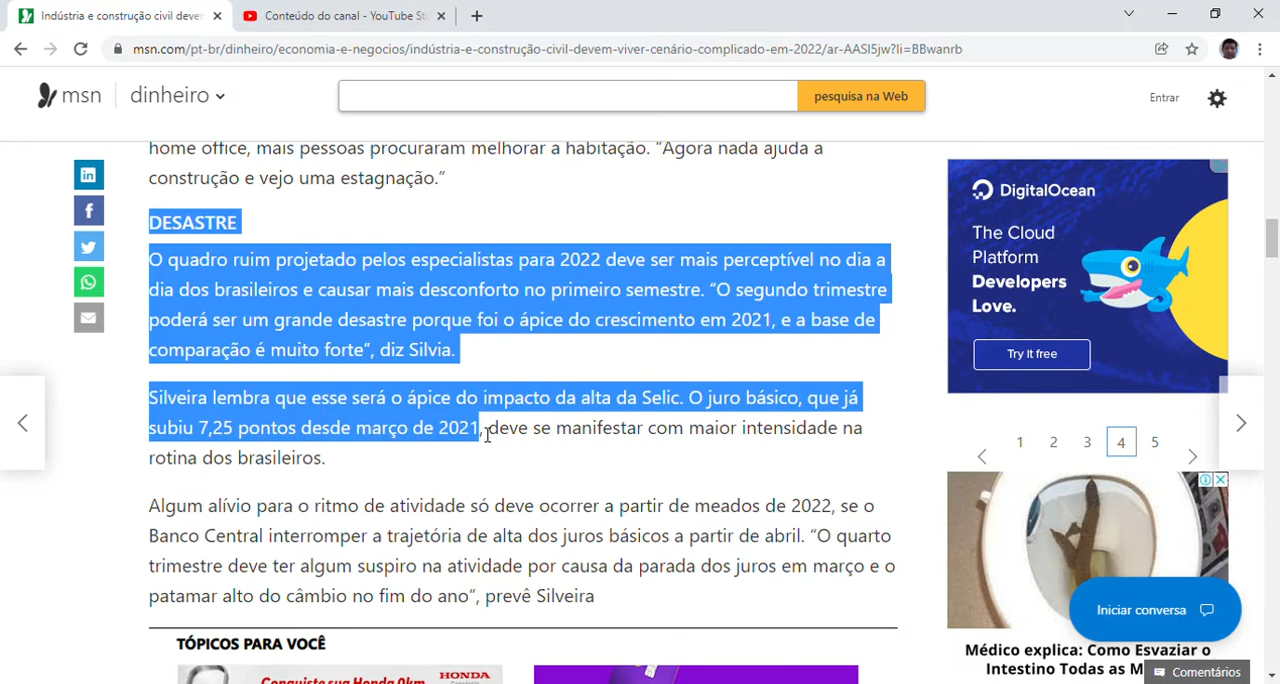 Indústria e construção civil dever
Conteúdo do canal - YouTube Stu
msn.com/pt-br/dinheiro/economia-e-negocios/indústria-e-construção-civil-devem-viver-cenário-complicado-em-2022/ar-AASI5jw?li=BBwanrb
msn
dinheiro
pesquisa na Web
Entrar
home office, mais pessoas procuraram melhorar a habitação. “Agora nada ajuda a
construção e vejo uma estagnação.”
DESASTRE
O quadro ruim projetado pelos especialistas para 2022 deve ser mais perceptível no dia a
dia dos brasileiros e causar mais desconforto no primeiro semestre. “O segundo trimestre
poderá ser um grande desastre porque foi o ápice do crescimento em 2021, e a base de
comparação é muito forte”, diz Silvia.
Silveira lembra que esse será o ápice do impacto da alta da Selic. O juro básico, que já
subiu 7,25 pontos desde março de 2021, deve se manifestar com maior intensidade na
rotina dos brasileiros.
Algum alívio para o ritmo de atividade só deve ocorrer a partir de meados de 2022, se o
Banco Central interromper a trajetória de alta dos juros básicos a partir de abril. “O quarto
trimestre deve ter algum suspiro na atividade por causa da parada dos juros em março e o
patamar alto do câmbio no fim do ano”, prevê Silveira
TÓPICOS PARA VOCÊ
Conquiste sua Honda 0km
HONDA
DigitalOcean
The Cloud
Platform
Developers
Love.
Try It free
1 2 3 4 5
Iniciar conversa
Médico explica: Como Esvaziar o
Intestino Todas as M
Comentários